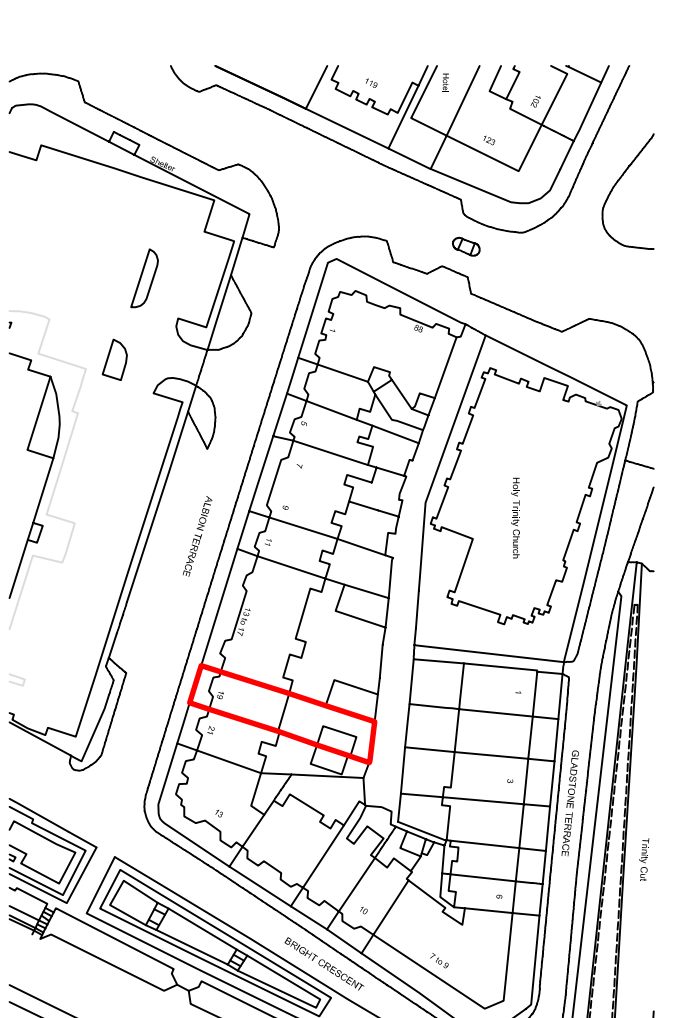 119
Hotel
102
123
Shelter
1
88
5
7
9
11
Holy Trinity Church
ALBION TERRACE
13 to 17
19
21
13
1
3
6
GLADSTONE TERRACE
Trinity Cut
10
7 to 9
BRIGHT CRESCENT